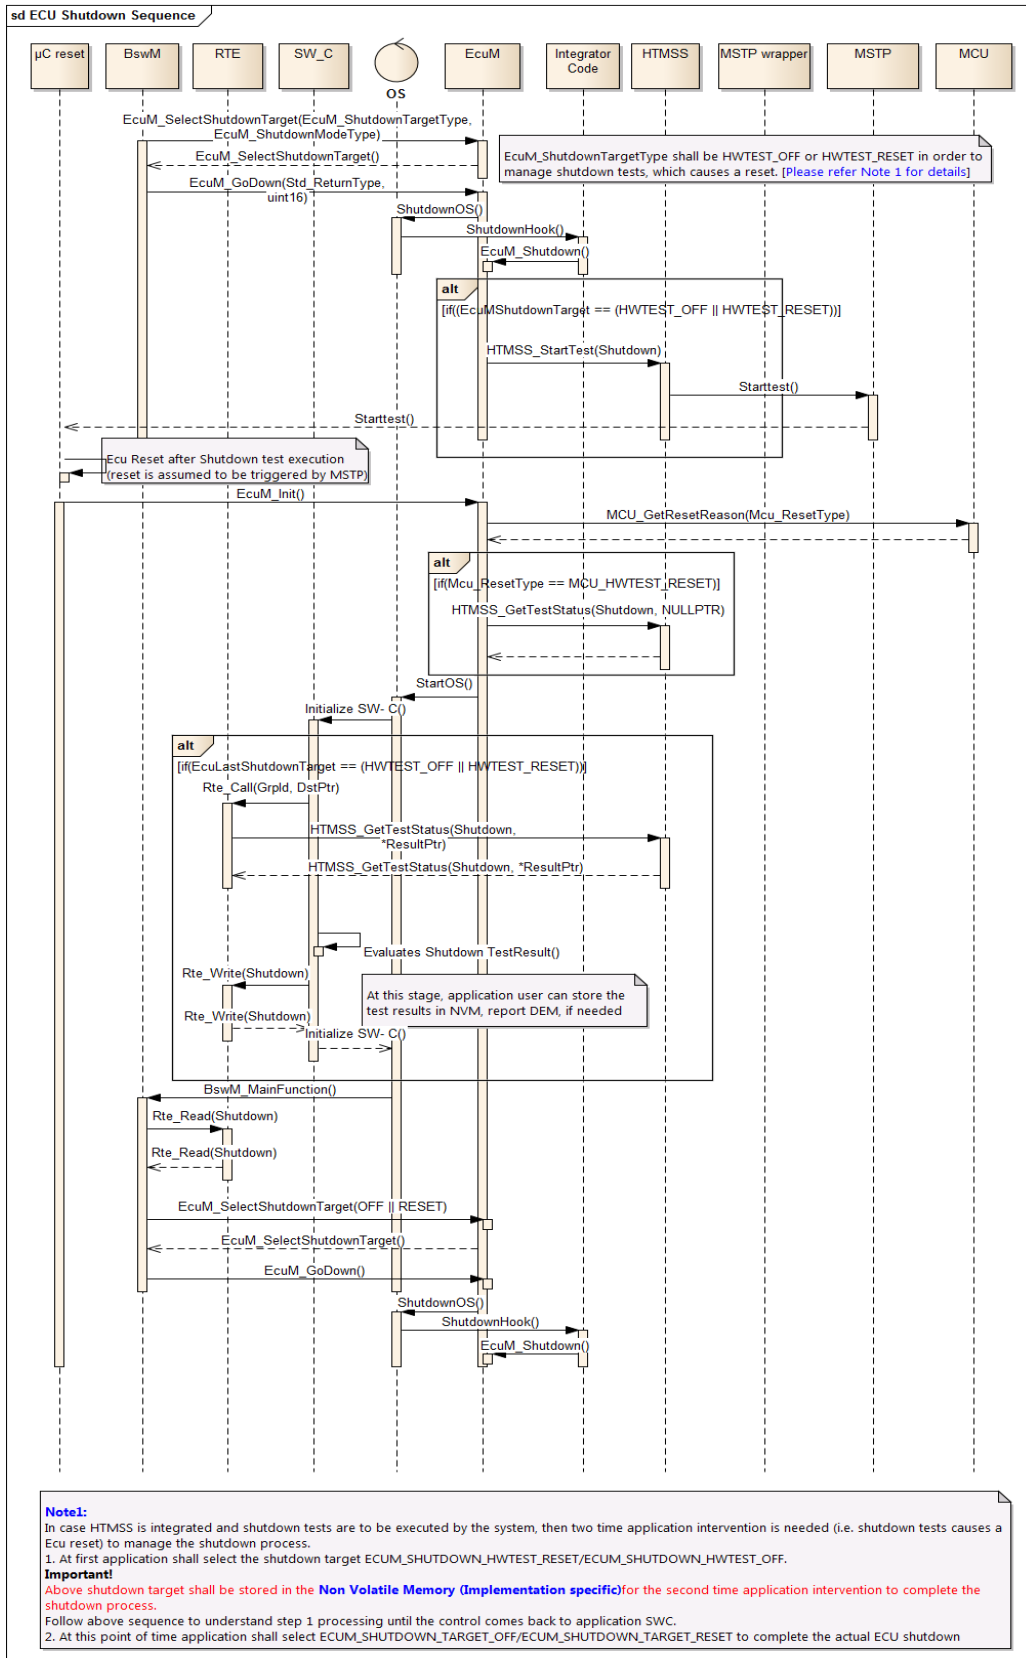 sd ECU Shutdown Sequence
µC reset
BswM
RTE
SW_C
OS
EcuM
Integrator
Code
HTMSS
MSTP wrapper
MSTP
MCU
EcuM_SelectShutdownTarget(EcuM_ShutdownTargetType,
EcuM_ShutdownModeType)
EcuM_SelectShutdownTarget()
EcuM_ShutdownTargetType shall be HWTEST_OFF or HWTEST_RESET in order to
manage shutdown tests, which causes a reset. [Please refer Note 1 for details]
EcuM_GoDown(Std_ReturnType,
uint16)
ShutdownOS()
ShutdownHook()
EcuM_Shutdown()
alt
[if((EcuMShutdownTarget == (HWTEST_OFF || HWTEST_RESET))]
HTMSS_StartTest(Shutdown)
Starttest()
Starttest()
Ecu Reset after Shutdown test execution
(reset is assumed to be triggered by MSTP)
EcuM_Init()
MCU_GetResetReason(Mcu_ResetType)
alt
[if(Mcu_ResetType == MCU_HWTEST_RESET)]
HTMSS_GetTestStatus(Shutdown, NULLPTR)
StartOS()
Initialize SW- C()
alt
[if(EcuLastShutdownTarget == (HWTEST_OFF || HWTEST_RESET))]
Rte_Call(GrpId, DstPtr)
HTMSS_GetTestStatus(Shutdown,
*ResultPtr)
HTMSS_GetTestStatus(Shutdown, *ResultPtr)
Evaluates Shutdown TestResult()
Rte_Write(Shutdown)
At this stage, application user can store the
test results in NVM, report DEM, if needed
Rte_Write(Shutdown)
Initialize SW- C()
BswM_MainFunction()
Rte_Read(Shutdown)
Rte_Read(Shutdown)
EcuM_SelectShutdownTarget(OFF || RESET)
EcuM_SelectShutdownTarget()
EcuM_GoDown()
ShutdownOS()
ShutdownHook()
EcuM_Shutdown()
Note1:
In case HTMSS is integrated and shutdown tests are to be executed by the system, then two time application intervention is needed (i.e. shutdown tests causes a
Ecu reset) to manage the shutdown process.
1. At first application shall select the shutdown target ECUM_SHUTDOWN_HWTEST_RESET/ECUM_SHUTDOWN_HWTEST_OFF.
Important!
Above shutdown target shall be stored in the Non Volatile Memory (Implementation specific)for the second time application intervention to complete the
shutdown process.
Follow above sequence to understand step 1 processing until the control comes back to application SWC.
2. At this point of time application shall select ECUM_SHUTDOWN_TARGET_OFF/ECUM_SHUTDOWN_TARGET_RESET to complete the actual ECU shutdown